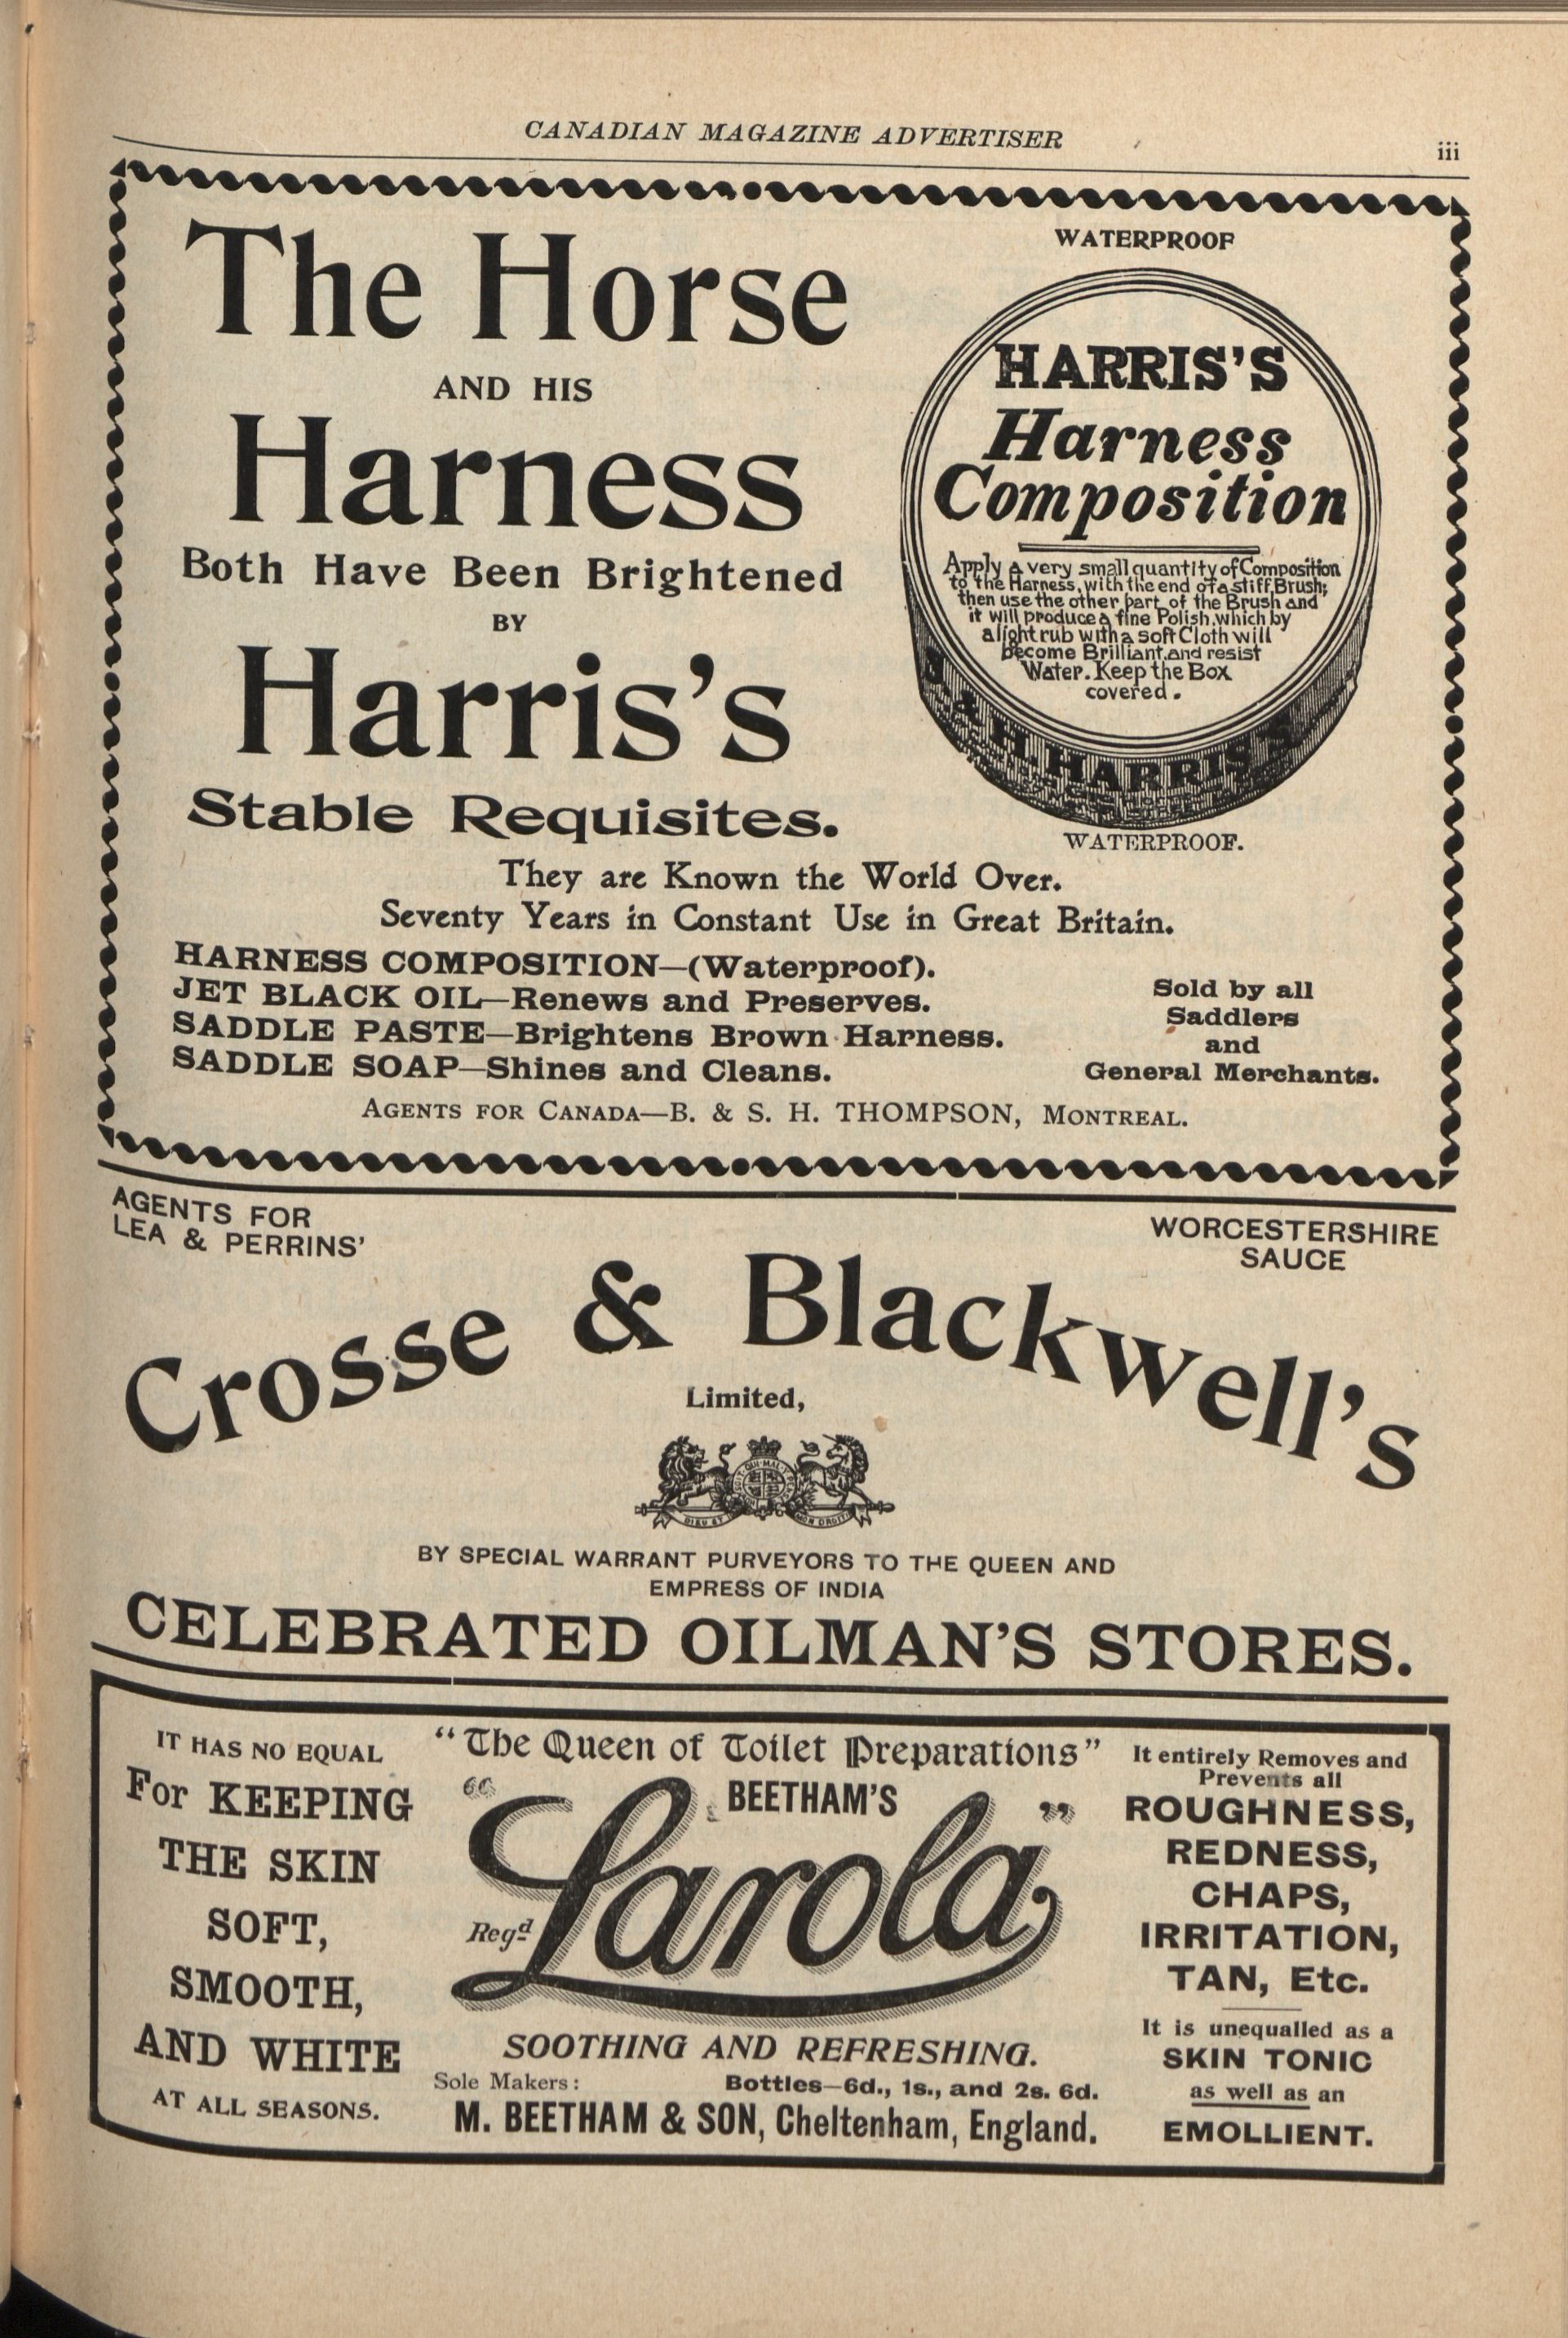 CANADIAN MAGAZINE ADVERTISER
iii
The Horse
AND HIS
Harness
Both Have Been Brightened
BY
Harris's
Stable Requisites.
WATERPROOF
HARRIS'S
Harness
Composition
Apply a very small quantity of Composition
to the Harness, with the end of a stiff Brush;
then use the other part of the Brush and
it will produce a fine Polish, which by
a light rub with a soft Cloth will
become Brilliant, and resist
Water. Keep the Box
covered.
S. & H. HARRIS'S
WATERPROOF.
They are Known the World Over.
Seventy Years in Constant Use in Great Britain.
HARNESS COMPOSITION—(Waterproof).
JET BLACK OIL—Renews and Preserves.
SADDLE PASTE—Brightens Brown Harness.
SADDLE SOAP—Shines and Cleans.
Sold by all
Saddlers
and
General Merchants.
AGENTS FOR CANADA—B. & S. H. THOMPSON, MONTREAL.
AGENTS FOR
LEA & PERRINS'
WORCESTERSHIRE
SAUCE
Crosse & Blackwell's
Limited,
DIEU ET MON DROIT
BY SPECIAL WARRANT PURVEYORS TO THE QUEEN AND
EMPRESS OF INDIA
CELEBRATED OILMAN'S STORES.
IT HAS NO EQUAL
For KEEPING
THE SKIN
SOFT,
SMOOTH,
AND WHITE
AT ALL SEASONS.
"The Queen of Toilet Preparations"
BEETHAM'S
"Larola"
Regd
SOOTHING AND REFRESHING.
Sole Makers:
Bottles—6d., 1s., and 2s. 6d.
M. BEETHAM & SON, Cheltenham, England.
It entirely Removes and
Prevents all
ROUGHNESS,
REDNESS,
CHAPS,
IRRITATION,
TAN, Etc.
It is unequalled as a
SKIN TONIC
as well as an
EMOLLIENT.